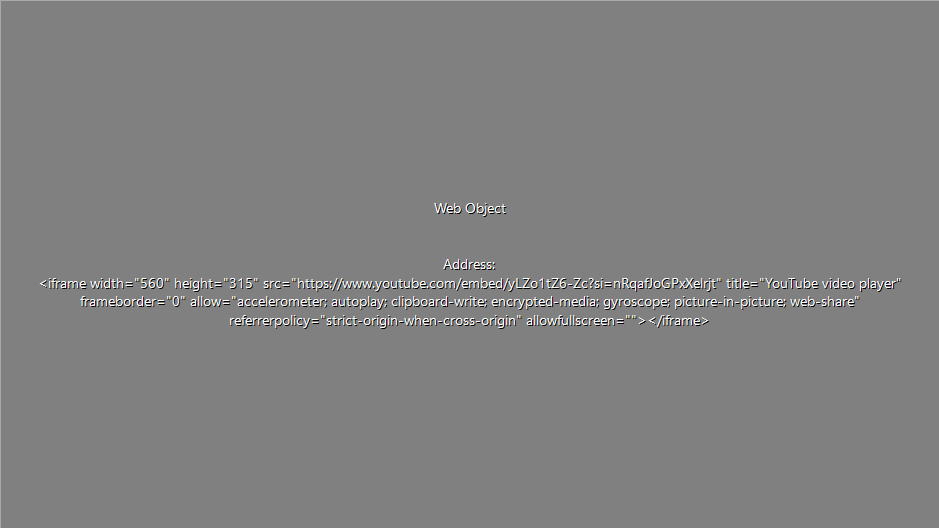 Web Object
Address:
<iframe width="560" height="315" src="https://www.youtube.com/embed/yLZo1tZ6-Zc?si=nRqafJoGPxXelrjt" title="YouTube video player"
frameborder="0" allow="accelerometer; autoplay; clipboard-write; encrypted-media; gyroscope; picture-in-picture; web-share"
referrerpolicy="strict-origin-when-cross-origin" allowfullscreen=""></iframe>